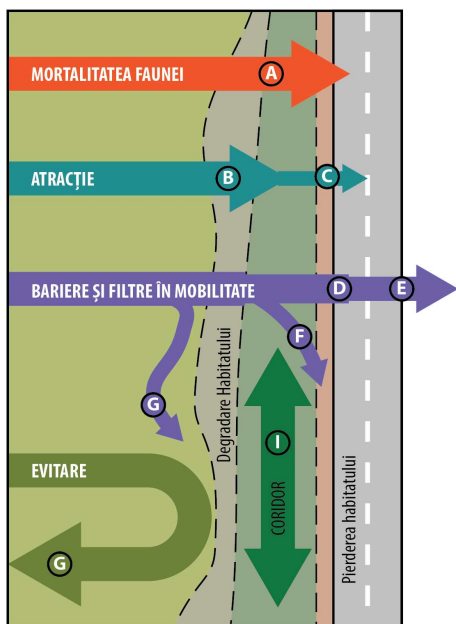 MORTALITATEA FAUNEI
A
ATRACȚIE
B
C
BARIERE ȘI FILTRE ÎN MOBILITATE
D
E
F
G
Degradare Habitatului
EVITARE
I
CORIDOR
Pierderea habitatului
G